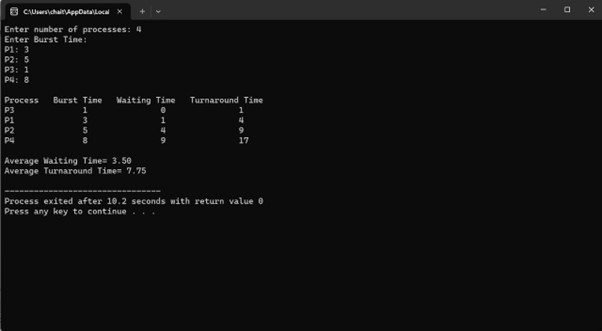 C:\Users\chait\AppData\Local
Enter number of processes: 4
Enter Burst Time:
P1: 3
P2: 5
P3: 1
P4: 8
Process Burst Time Waiting Time Turnaround Time
P3 1 0 1
P1 3 1 4
P2 5 4 9
P4 8 9 17
Average Waiting Time= 3.50
Average Turnaround Time= 7.75
--------------------------------
Process exited after 10.2 seconds with return value 0
Press any key to continue . . .